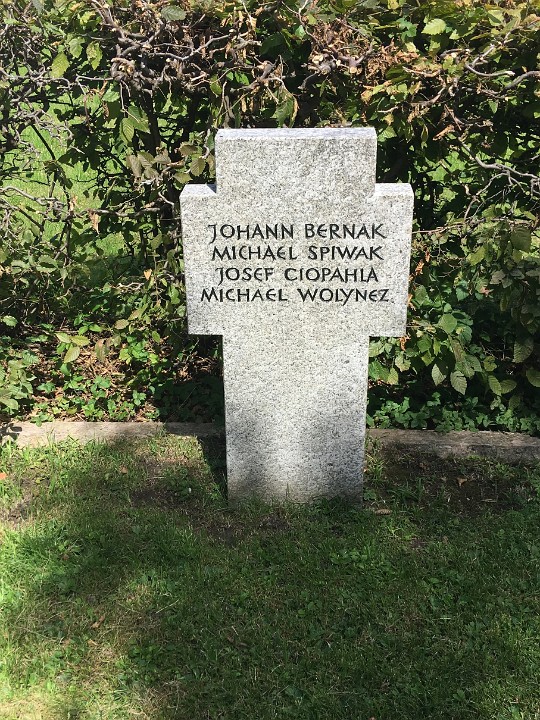 JOHANN BERNAK
MICHAEL SPIWAK
JOSEF CIOPAHLA
MICHAEL WOLYNEZ